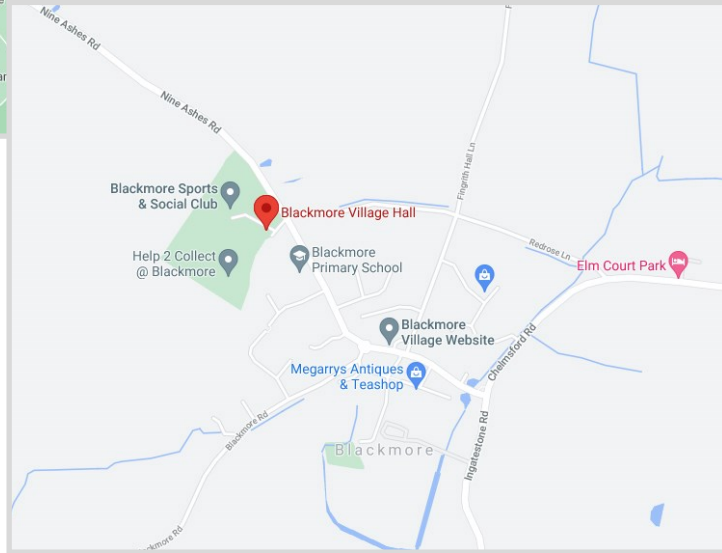 Nine Ashes Rd
Nine Ashes Rd
Fingrith Hall Ln
Blackmore Sports
& Social Club
Blackmore Village Hall
Help 2 Collect
@ Blackmore
Blackmore
Primary School
Redrose Ln
Elm Court Park
Blackmore
Village Website
Chelmsford Rd
Megarrys Antiques
& Teashop
Blackmore Rd
Blackmore
Ingatestone Rd